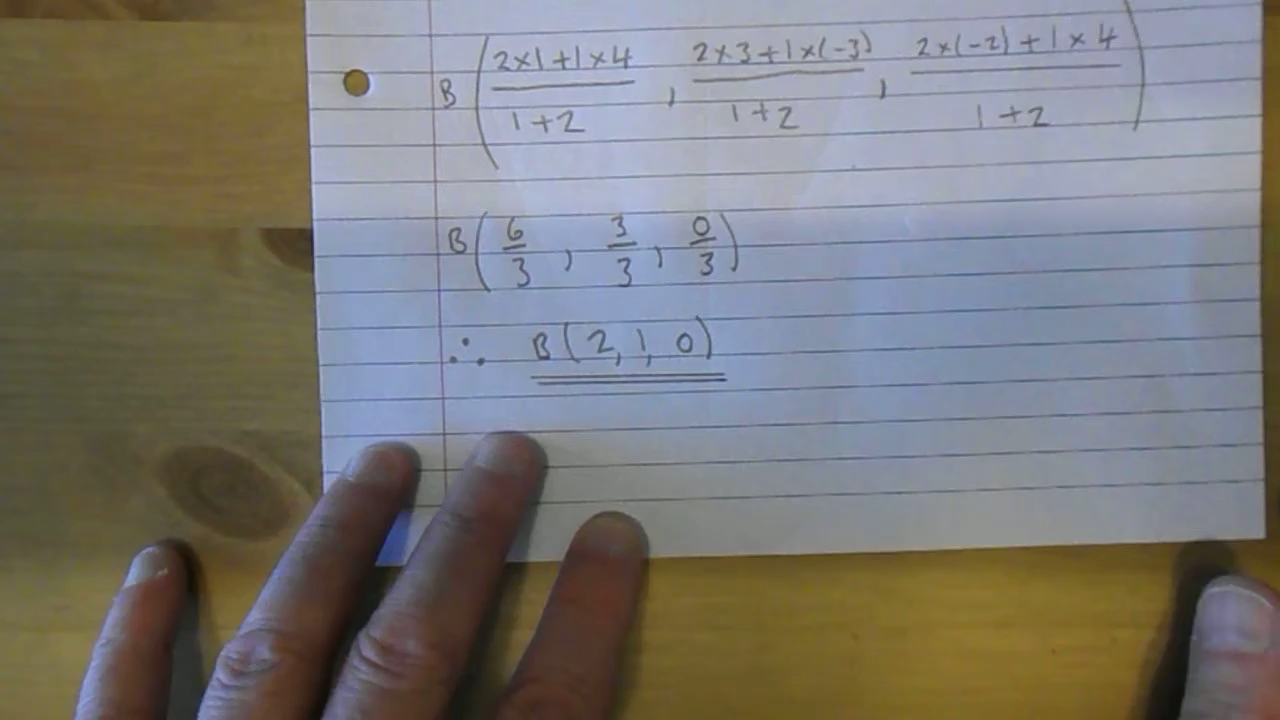 B ( (2×1+1×4)/(1+2) , (2×3+1×(-3))/(1+2) , (2×(-2)+1×4)/(1+2) )
B ( 6/3 , 3/3 , 0/3 )
∴ B(2, 1, 0)